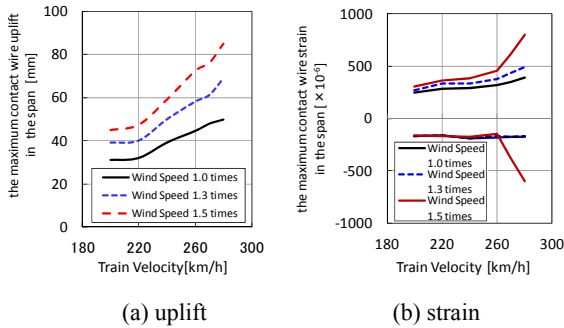 the maximum contact wire uplift
in the span [mm]
100
80
60
40
20
0
Wind Speed 1.0 times
Wind Speed 1.3 times
Wind Speed 1.5 times
180
220
260
300
Train Velocity[km/h]
(a) uplift
the maximum contact wire strain
in the span [×10-6]
1000
500
0
-500
-1000
Wind Speed
1.0 times
Wind Speed
1.3 times
Wind Speed
1.5 times
180
220
260
300
Train Velocity [km/h]
(b) strain